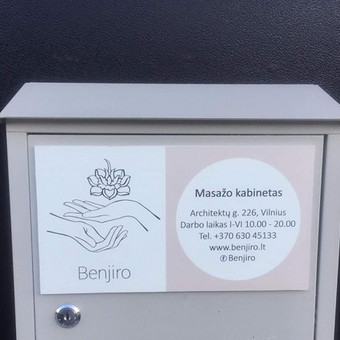 Benjiro
Masažo kabinetas
Architektų g. 226, Vilnius
Darbo laikas I-VI 10.00 - 20.00
Tel. +370 630 45133
www.benjiro.lt
Benjiro